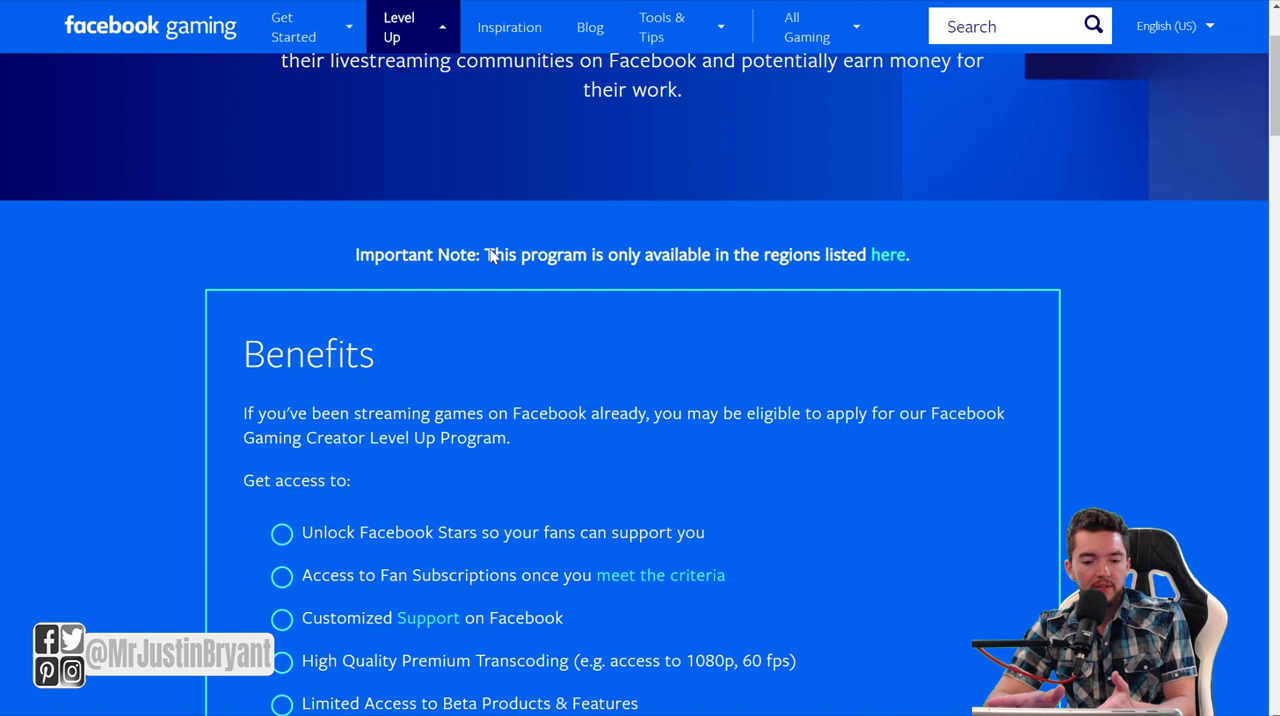 facebook gaming
Get Started
Level Up
Inspiration
Blog
Tools & Tips
All Gaming
Search
English (US)
their livestreaming communities on Facebook and potentially earn money for
their work.
Important Note: This program is only available in the regions listed here.
Benefits
If you've been streaming games on Facebook already, you may be eligible to apply for our Facebook
Gaming Creator Level Up Program.
Get access to:
Unlock Facebook Stars so your fans can support you
Access to Fan Subscriptions once you meet the criteria
Customized Support on Facebook
High Quality Premium Transcoding (e.g. access to 1080p, 60 fps)
Limited Access to Beta Products & Features
@MrJustinBryant